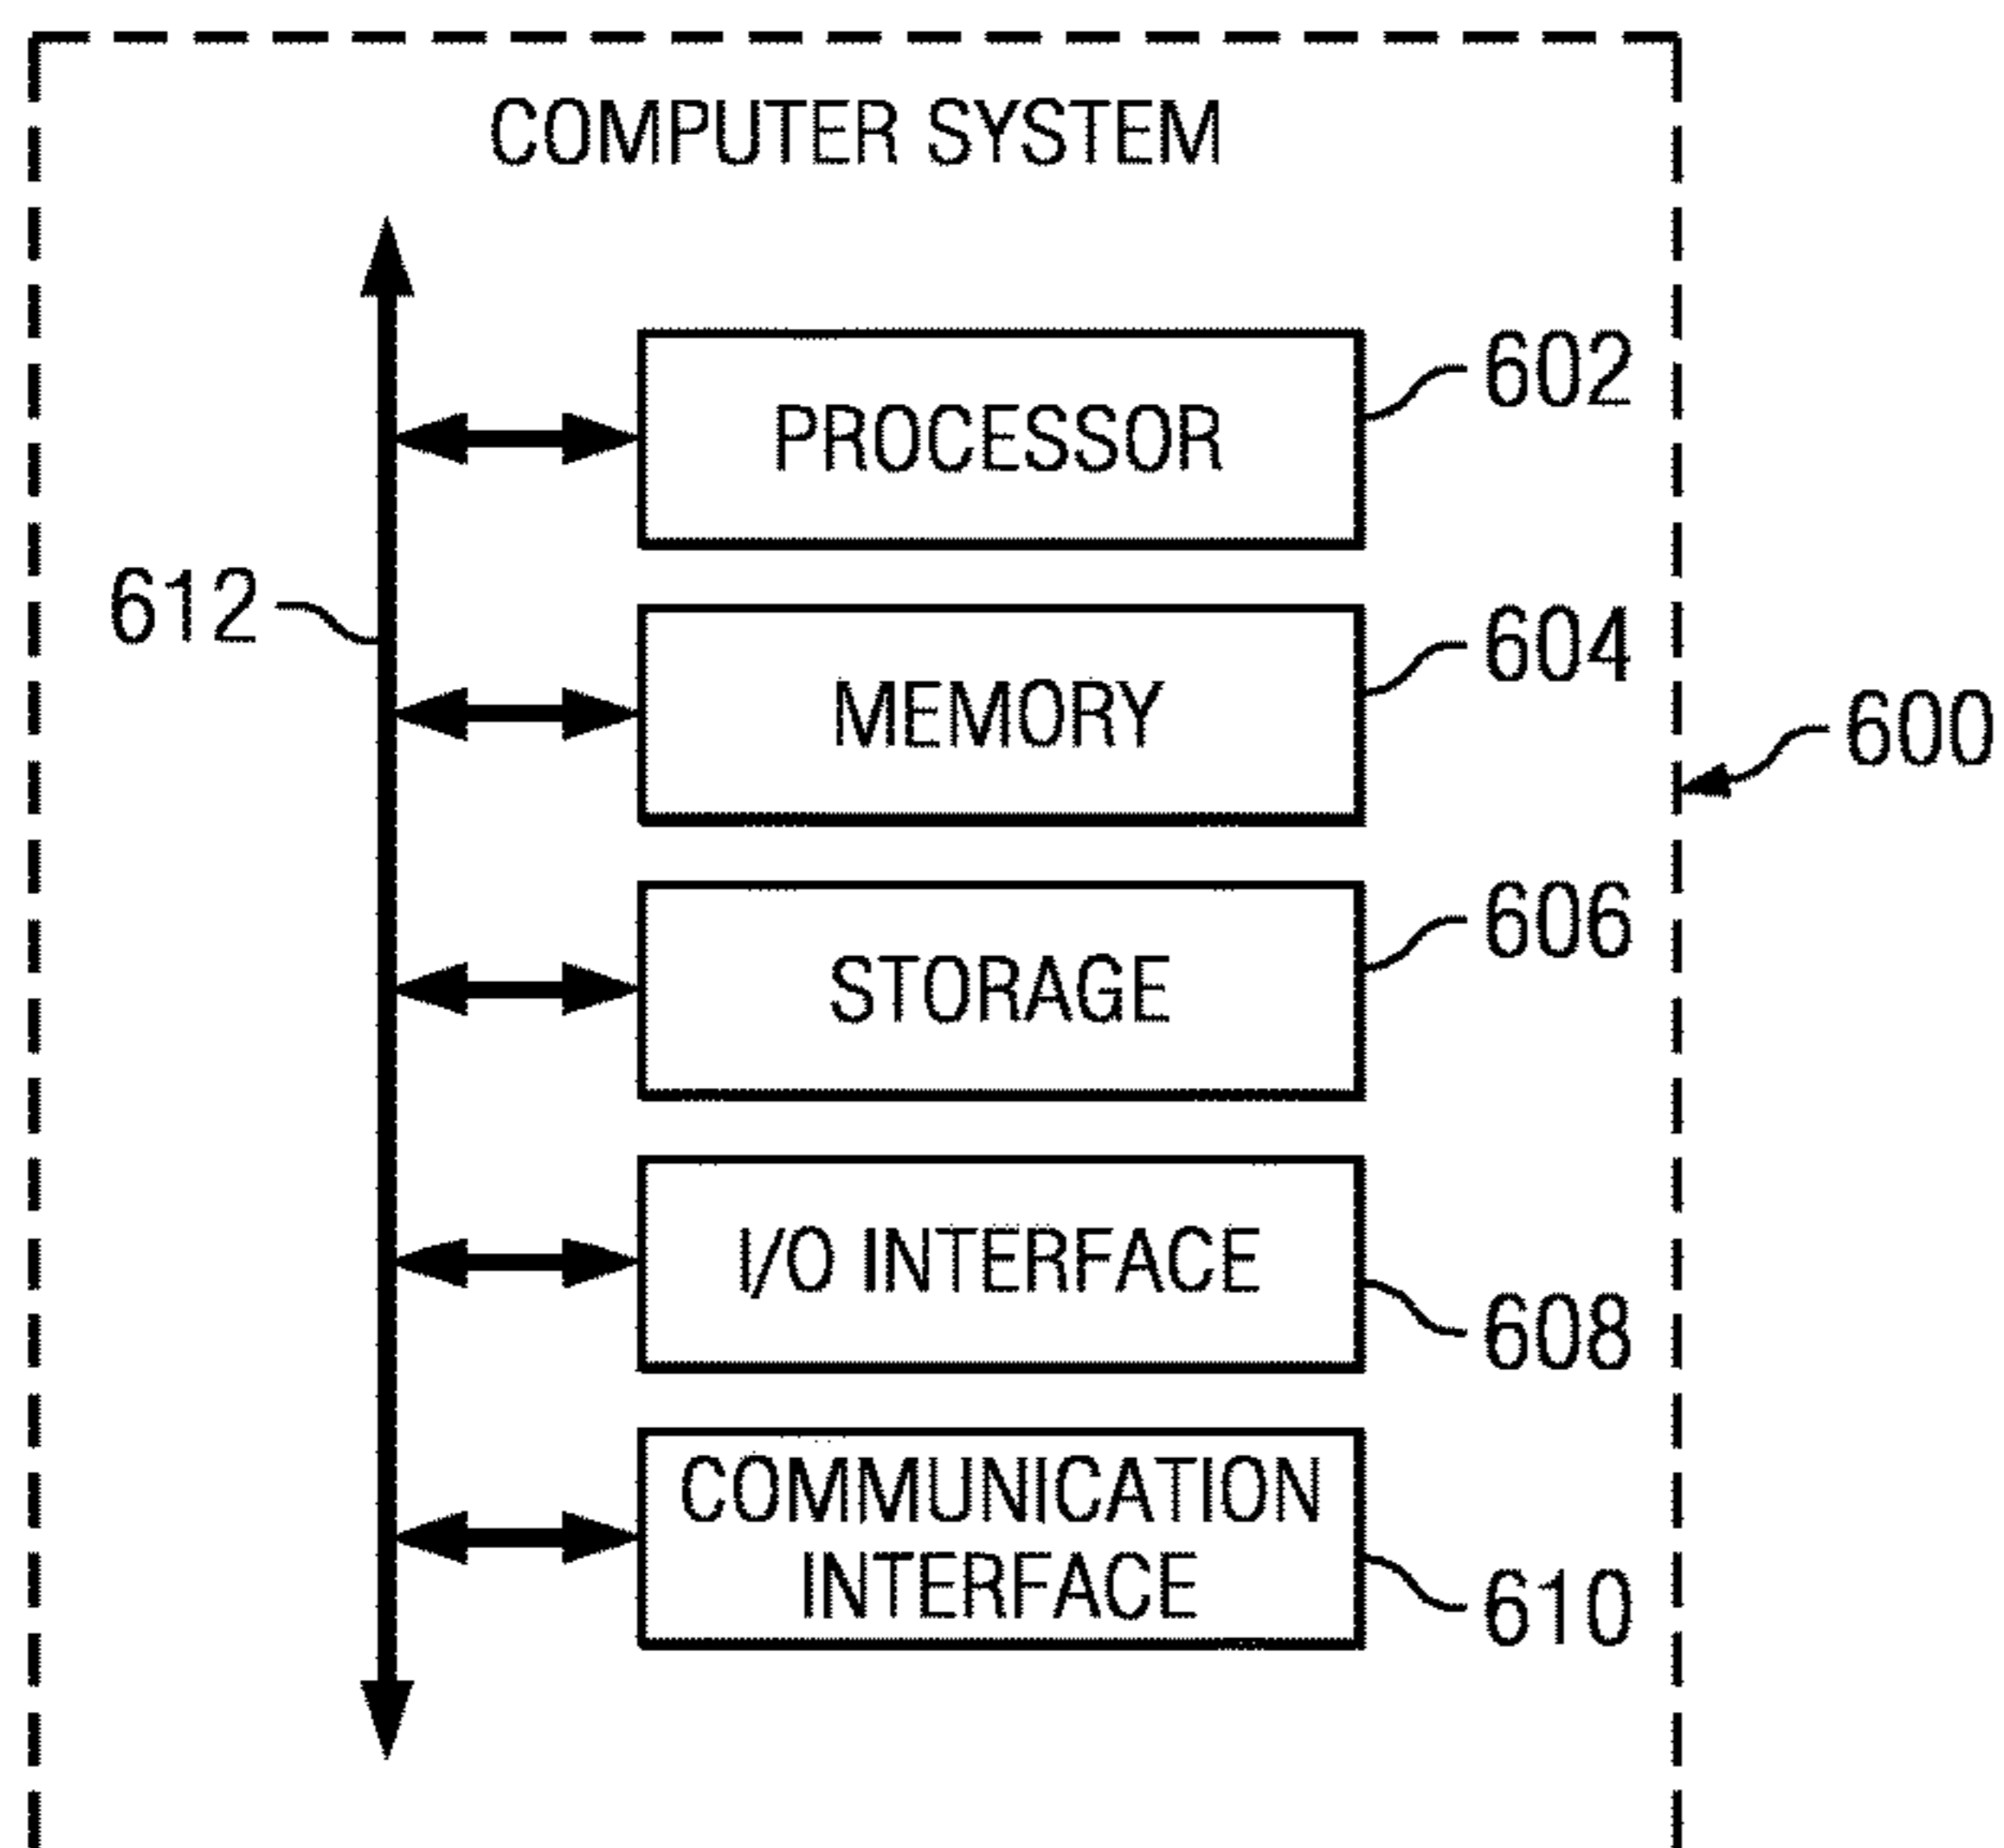 COMPUTER SYSTEM
PROCESSOR
602
612
MEMORY
604
600
STORAGE
606
I/O INTERFACE
608
COMMUNICATION
INTERFACE
610